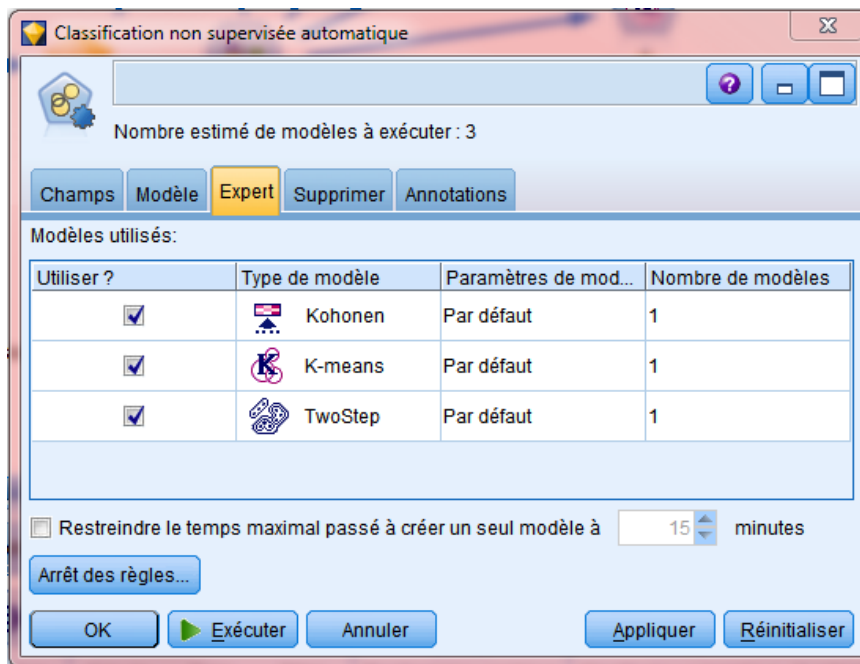 Classification non supervisée automatique
Nombre estimé de modèles à exécuter : 3
Champs Modèle Expert Supprimer Annotations
Modèles utilisés:
Utiliser ? Type de modèle Paramètres de mod... Nombre de modèles
Kohonen Par défaut 1
K-means Par défaut 1
TwoStep Par défaut 1
Restreindre le temps maximal passé à créer un seul modèle à 15 minutes
Arrêt des règles...
OK Exécuter Annuler Appliquer Réinitialiser